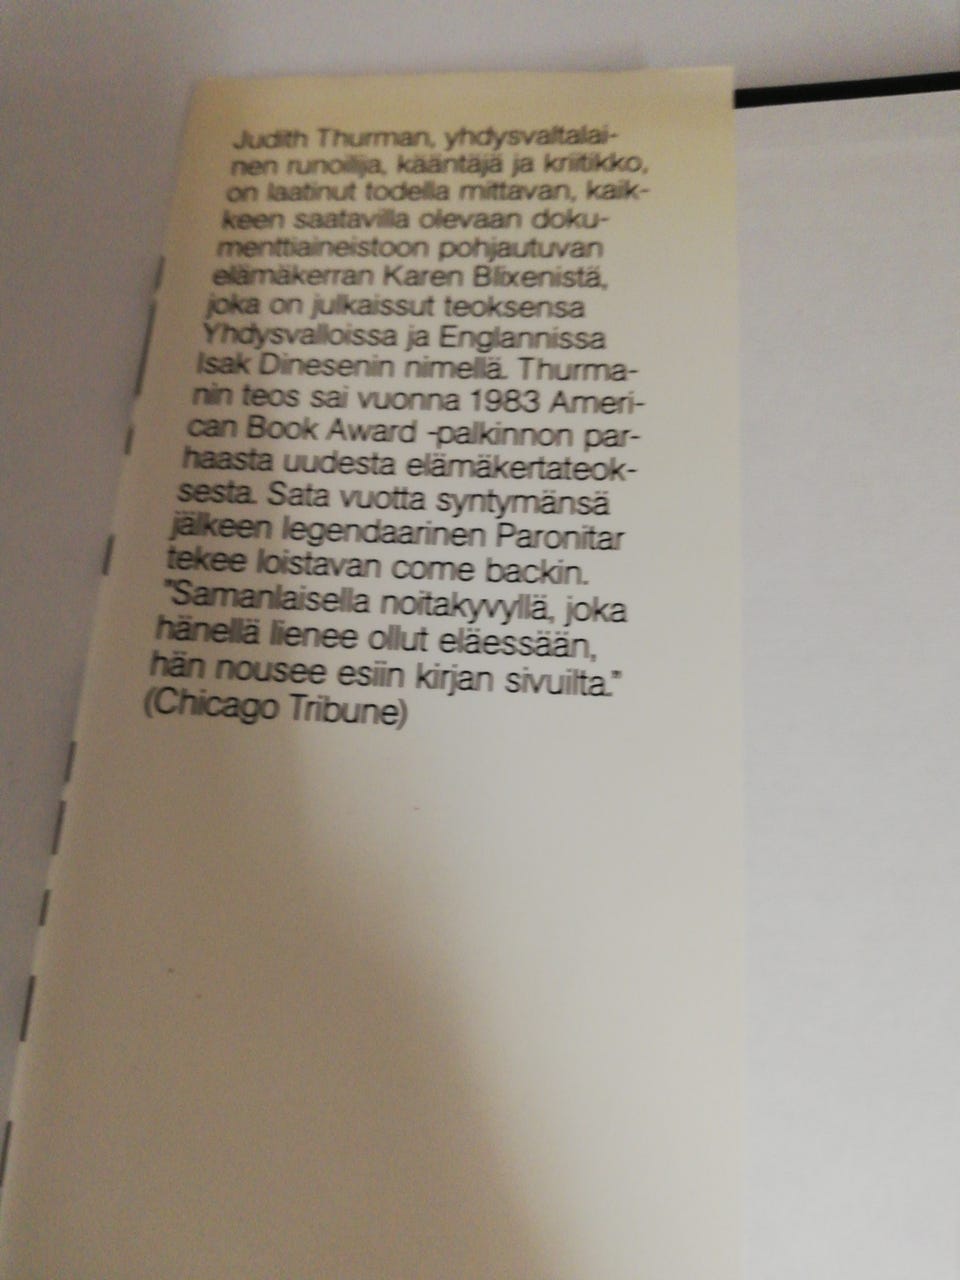 Judith Thurman, yhdysvaltalai-
nen runoilija, kääntäjä ja kriitikko,
on laatinut todella mittavan, kaik-
keen saatavilla olevaan doku-
menttiaineistoon pohjautuvan
elämäkerran Karen Blixenistä,
joka on julkaissut teoksensa
Yhdysvalloissa ja Englannissa
Isak Dinesenin nimellä. Thurma-
nin teos sai vuonna 1983 Ameri-
can Book Award -palkinnon par-
haasta uudesta elämäkertateok-
sesta. Sata vuotta syntymänsä
jälkeen legendaarinen Paronitar
tekee loistavan come backin.
"Samanlaisella noitakyvyllä, joka
hänellä lienee ollut eläessään,
hän nousee esiin kirjan sivuilta."
(Chicago Tribune)